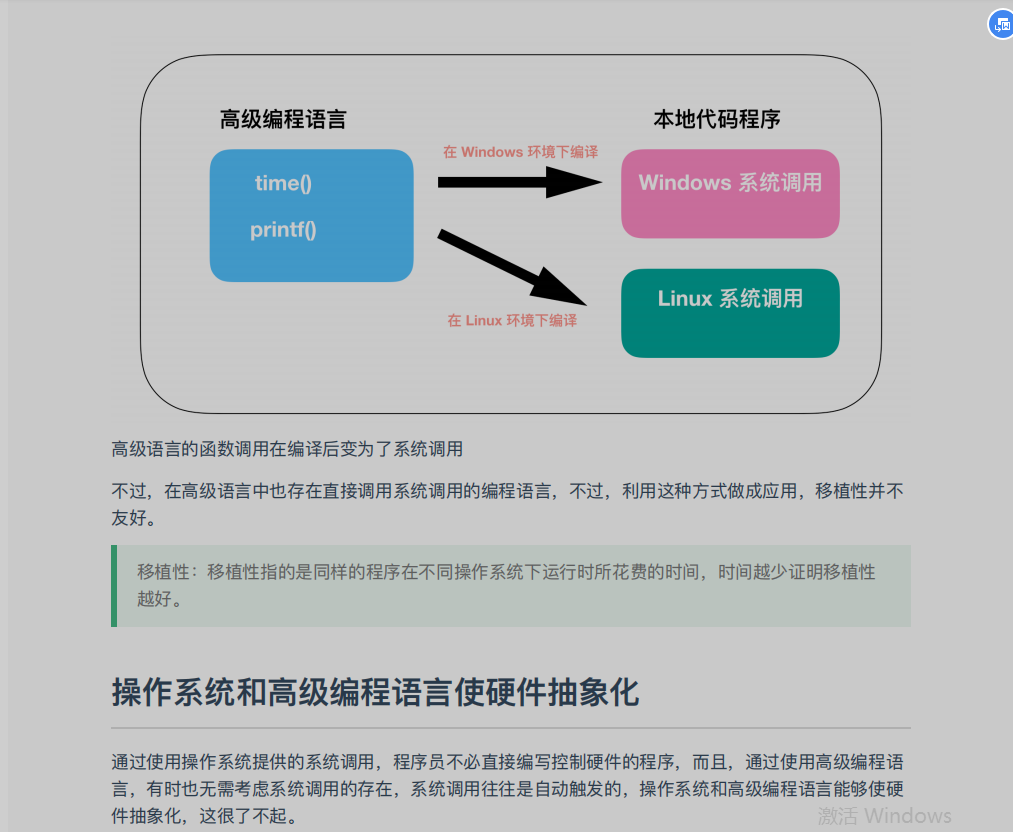 高级编程语言
本地代码程序
在 Windows 环境下编译
time()
printf()
Windows 系统调用
Linux 系统调用
在 Linux 环境下编译
高级语言的函数调用在编译后变为了系统调用
不过，在高级语言中也存在直接调用系统调用的编程语言，不过，利用这种方式做成应用，移植性并不
友好。
移植性：移植性指的是同样的程序在不同操作系统下运行时所花费的时间，时间越少证明移植性
越好。
操作系统和高级编程语言使硬件抽象化
通过使用操作系统提供的系统调用，程序员不必直接编写控制硬件的程序，而且，通过使用高级编程语
言，有时也无需考虑系统调用的存在，系统调用往往是自动触发的，操作系统和高级编程语言能够使硬
件抽象化，这很了不起。
激活 Windows